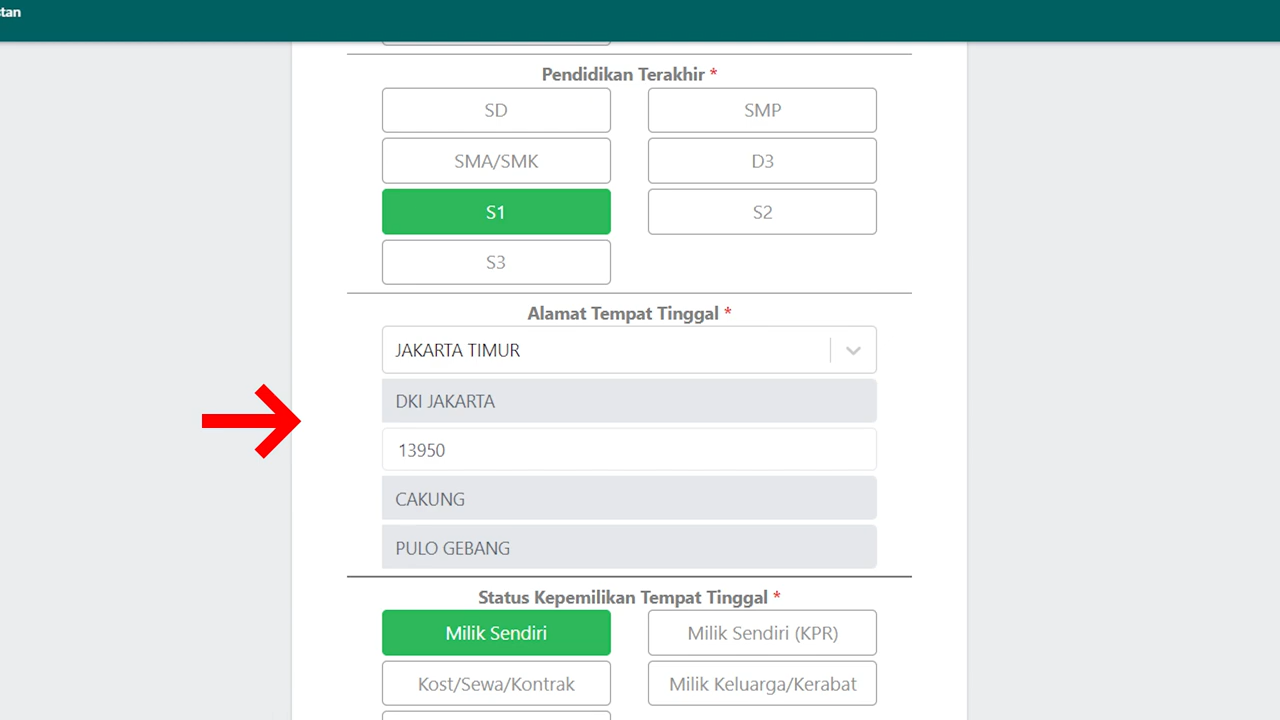 Pendidikan Terakhir *
SD
SMP
SMA/SMK
D3
S1
S2
S3
Alamat Tempat Tinggal *
JAKARTA TIMUR
DKI JAKARTA
13950
CAKUNG
PULO GEBANG
Status Kepemilikan Tempat Tinggal *
Milik Sendiri
Milik Sendiri (KPR)
Kost/Sewa/Kontrak
Milik Keluarga/Kerabat